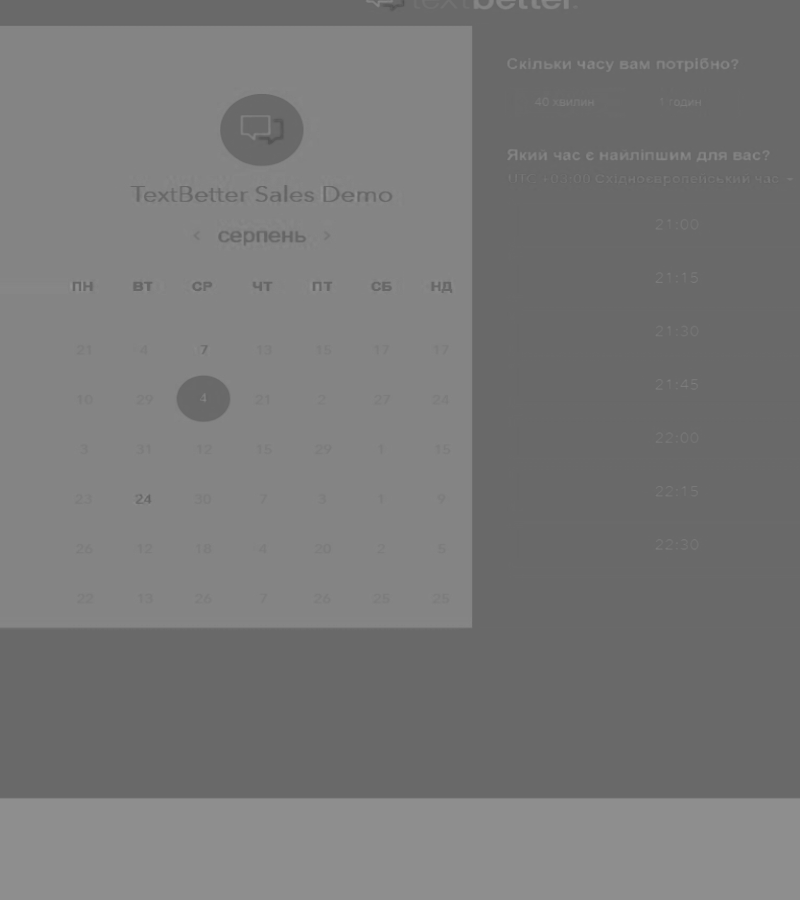 textbetter.
TextBetter Sales Demo
‹ серпень ›
ПН ВТ СР ЧТ ПТ СБ НД
21 4 7 13 15 17 17
10 29 4 21 2 27 24
3 31 12 15 29 1 15
23 24 30 7 3 1 9
26 12 18 4 20 2 5
22 13 26 7 26 25 25
Скільки часу вам потрібно?
40 хвилин 1 годин
Який час є найліпшим для вас?
UTC +03:00 Східноєвропейський час
21:00
21:15
21:30
21:45
22:00
22:15
22:30